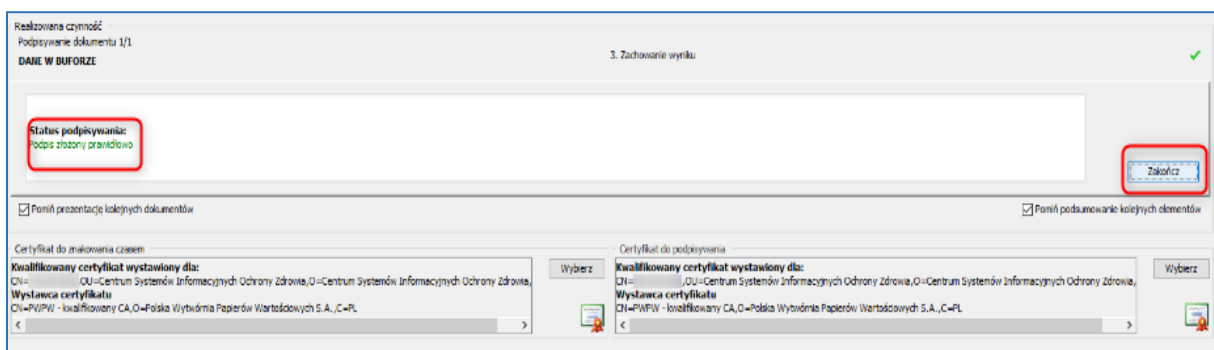 Realizowana czynność
Podpisywanie dokumentu 1/1
DANE W BUFORZE
3. Zachowanie wyniku
Status podpisywania:
Podpis złożony prawidłowo
Zakończ
Pomiń prezentację kolejnych dokumentów
Pomiń podsumowanie kolejnych elementów
Certyfikat do znakowania czasem
Kwalifikowany certyfikat wystawiony dla:
CN= ,OU=Centrum Systemów Informacyjnych Ochrony Zdrowia,O=Centrum Systemów Informacyjnych Ochrony Zdrowia,
Wystawca certyfikatu
CN=PWPW - kwalifikowany CA,O=Polska Wytwórnia Papierów Wartościowych S.A.,C=PL
Wybierz
Certyfikat do podpisywania
Kwalifikowany certyfikat wystawiony dla:
CN= ,OU=Centrum Systemów Informacyjnych Ochrony Zdrowia,O=Centrum Systemów Informacyjnych Ochrony Zdrowia,
Wystawca certyfikatu
CN=PWPW - kwalifikowany CA,O=Polska Wytwórnia Papierów Wartościowych S.A.,C=PL
Wybierz